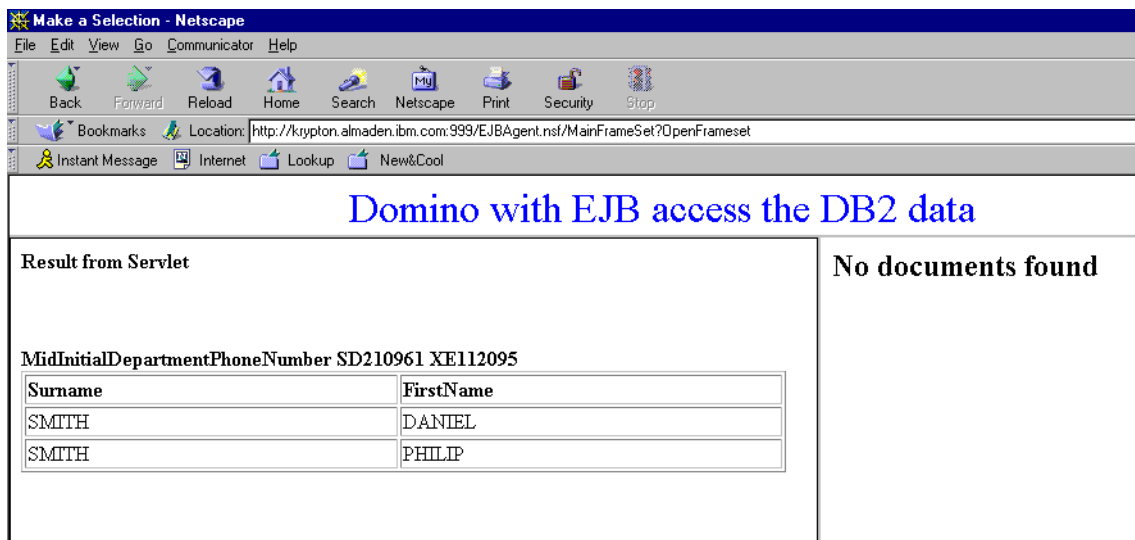 Make a Selection - Netscape
File Edit View Go Communicator Help
Back Forward Reload Home Search Netscape Print Security Stop
My
Bookmarks Location: http://krypton.almaden.ibm.com:999/EJBAgent.nsf/MainFrameSet?OpenFrameset
Instant Message Internet Lookup New&Cool
Domino with EJB access the DB2 data
Result from Servlet
No documents found
MidInitialDepartmentPhoneNumber SD210961 XE112095
Surname FirstName
SMITH DANIEL
SMITH PHILIP